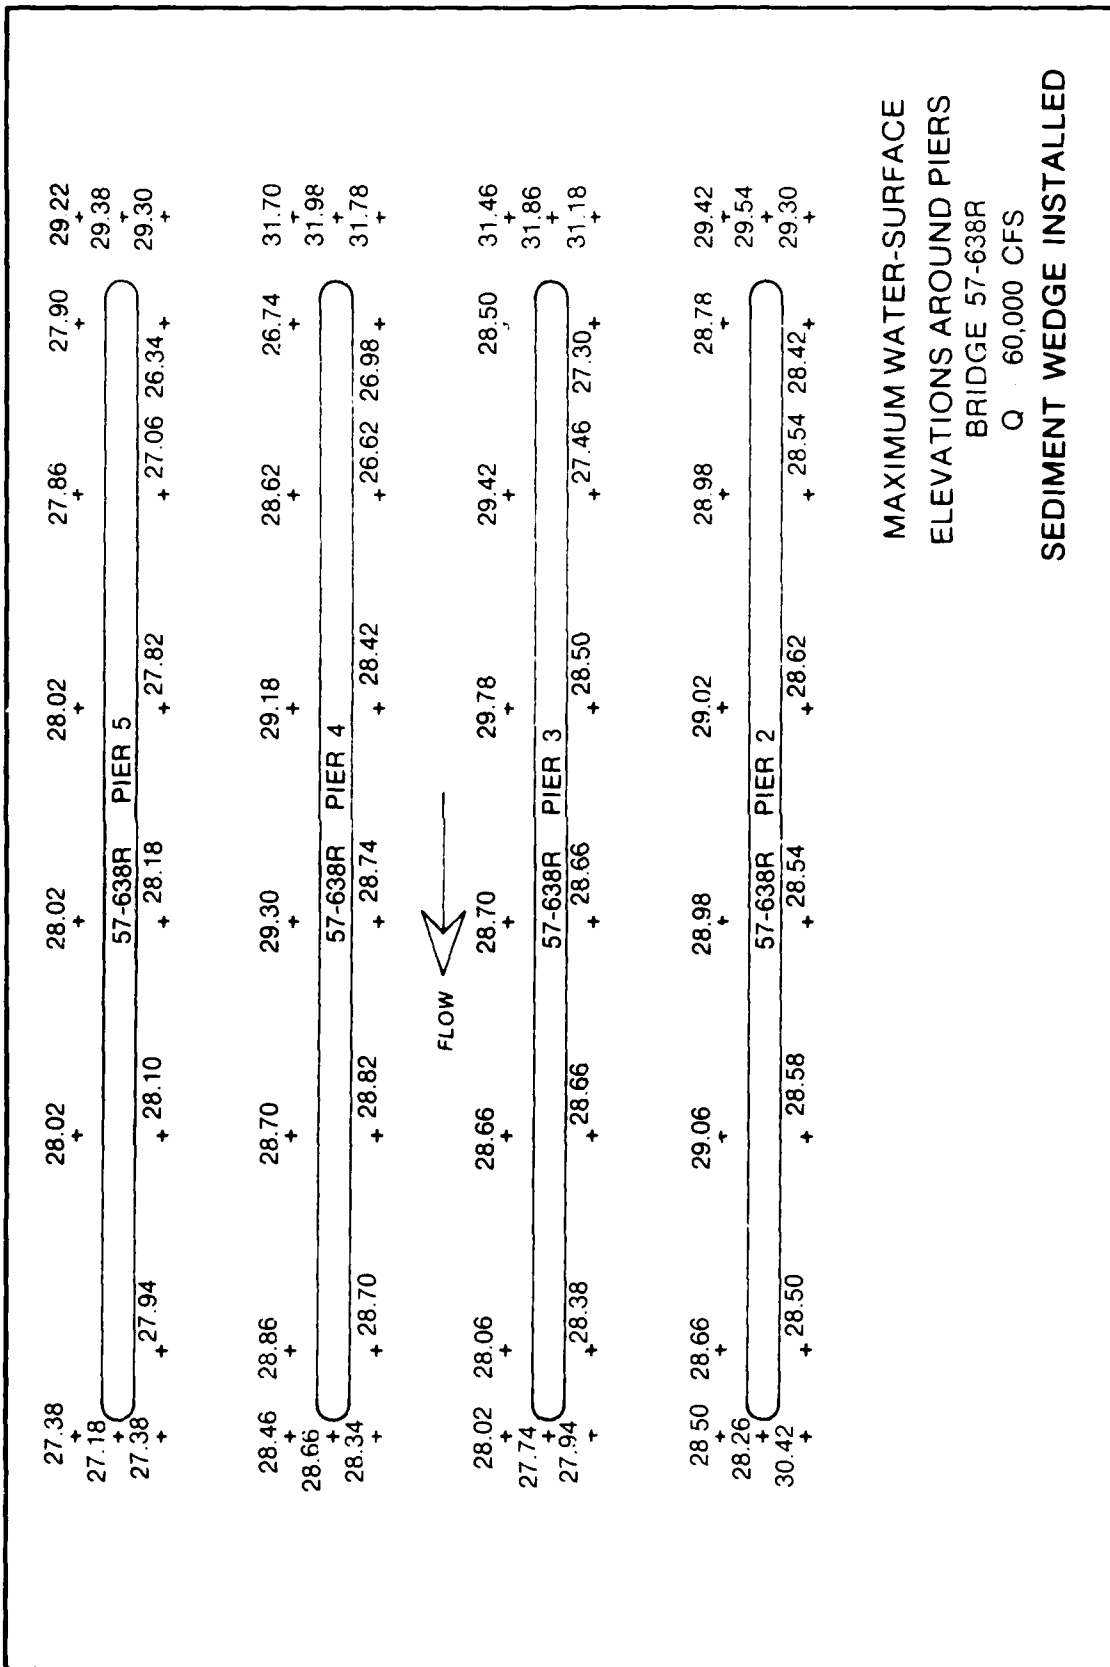 27.38 28.02 28.02 28.02 27.86 27.90 29.22
27.18 29.38
57-638R PIER 5
27.38 27.94 28.10 28.18 27.82 27.06 26.34 29.30
28.46 28.86 28.70 29.30 29.18 28.62 26.74 31.70
28.66 31.98
57-638R PIER 4
28.34 28.70 28.82 28.74 28.42 26.62 26.98 31.78
FLOW
28.02 28.06 28.66 28.70 29.78 29.42 28.50 31.46
27.74 31.86
57-638R PIER 3
27.94 28.38 28.66 28.66 28.50 27.46 27.30 31.18
28.50 28.66 29.06 28.98 29.02 28.98 28.78 29.42
28.26 29.54
57-638R PIER 2
30.42 28.50 28.58 28.54 28.62 28.54 28.42 29.30
MAXIMUM WATER-SURFACE
ELEVATIONS AROUND PIERS
BRIDGE 57-638R
Q 60,000 CFS
SEDIMENT WEDGE INSTALLED